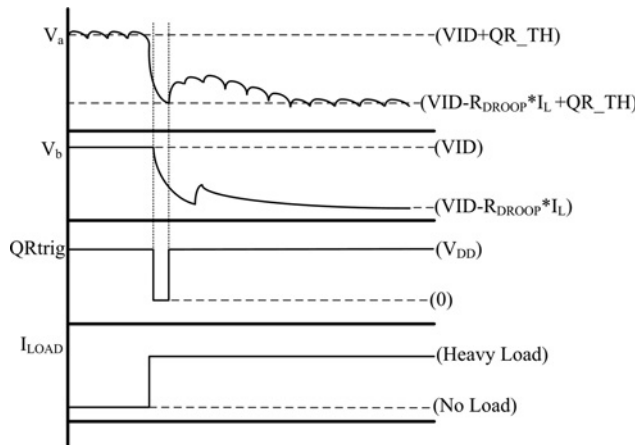 Va
(VID+QR_TH)
(VID-RDROOP*IL +QR_TH)
Vb
(VID)
(VID-RDROOP*IL)
QRtrig
(VDD)
(0)
ILOAD
(Heavy Load)
(No Load)